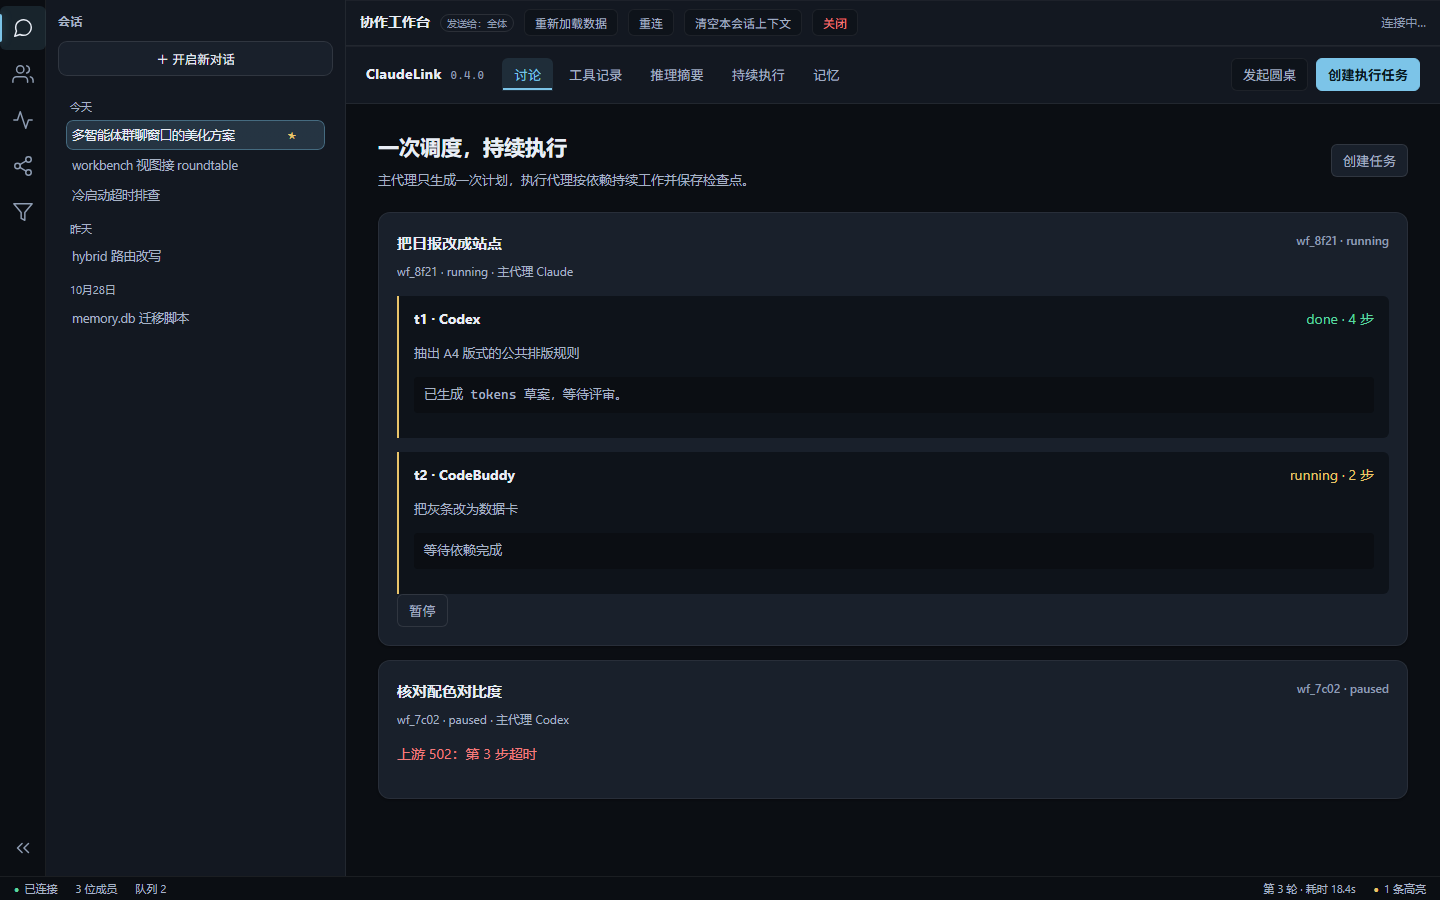 会话
+ 开启新对话
今天
多智能体群聊窗口的美化方案 ★
workbench 视图接 roundtable
冷启动超时排查
昨天
hybrid 路由改写
10月28日
memory.db 迁移脚本
协作工作台 发送给：全体 重新加载数据 重连 清空本会话上下文 关闭 连接中...
ClaudeLink 0.4.0 讨论 工具记录 推理摘要 持续执行 记忆 发起圆桌 创建执行任务
一次调度，持续执行
主代理只生成一次计划，执行代理按依赖持续工作并保存检查点。
创建任务
把日报改成站点 wf_8f21 · running
wf_8f21 · running · 主代理 Claude
t1 · Codex done · 4 步
抽出 A4 版式的公共排版规则
已生成 tokens 草案，等待评审。
t2 · CodeBuddy running · 2 步
把灰条改为数据卡
等待依赖完成
暂停
核对配色对比度 wf_7c02 · paused
wf_7c02 · paused · 主代理 Codex
上游 502：第 3 步超时
已连接 3 位成员 队列 2 第 3 轮 · 耗时 18.4s 1 条高亮